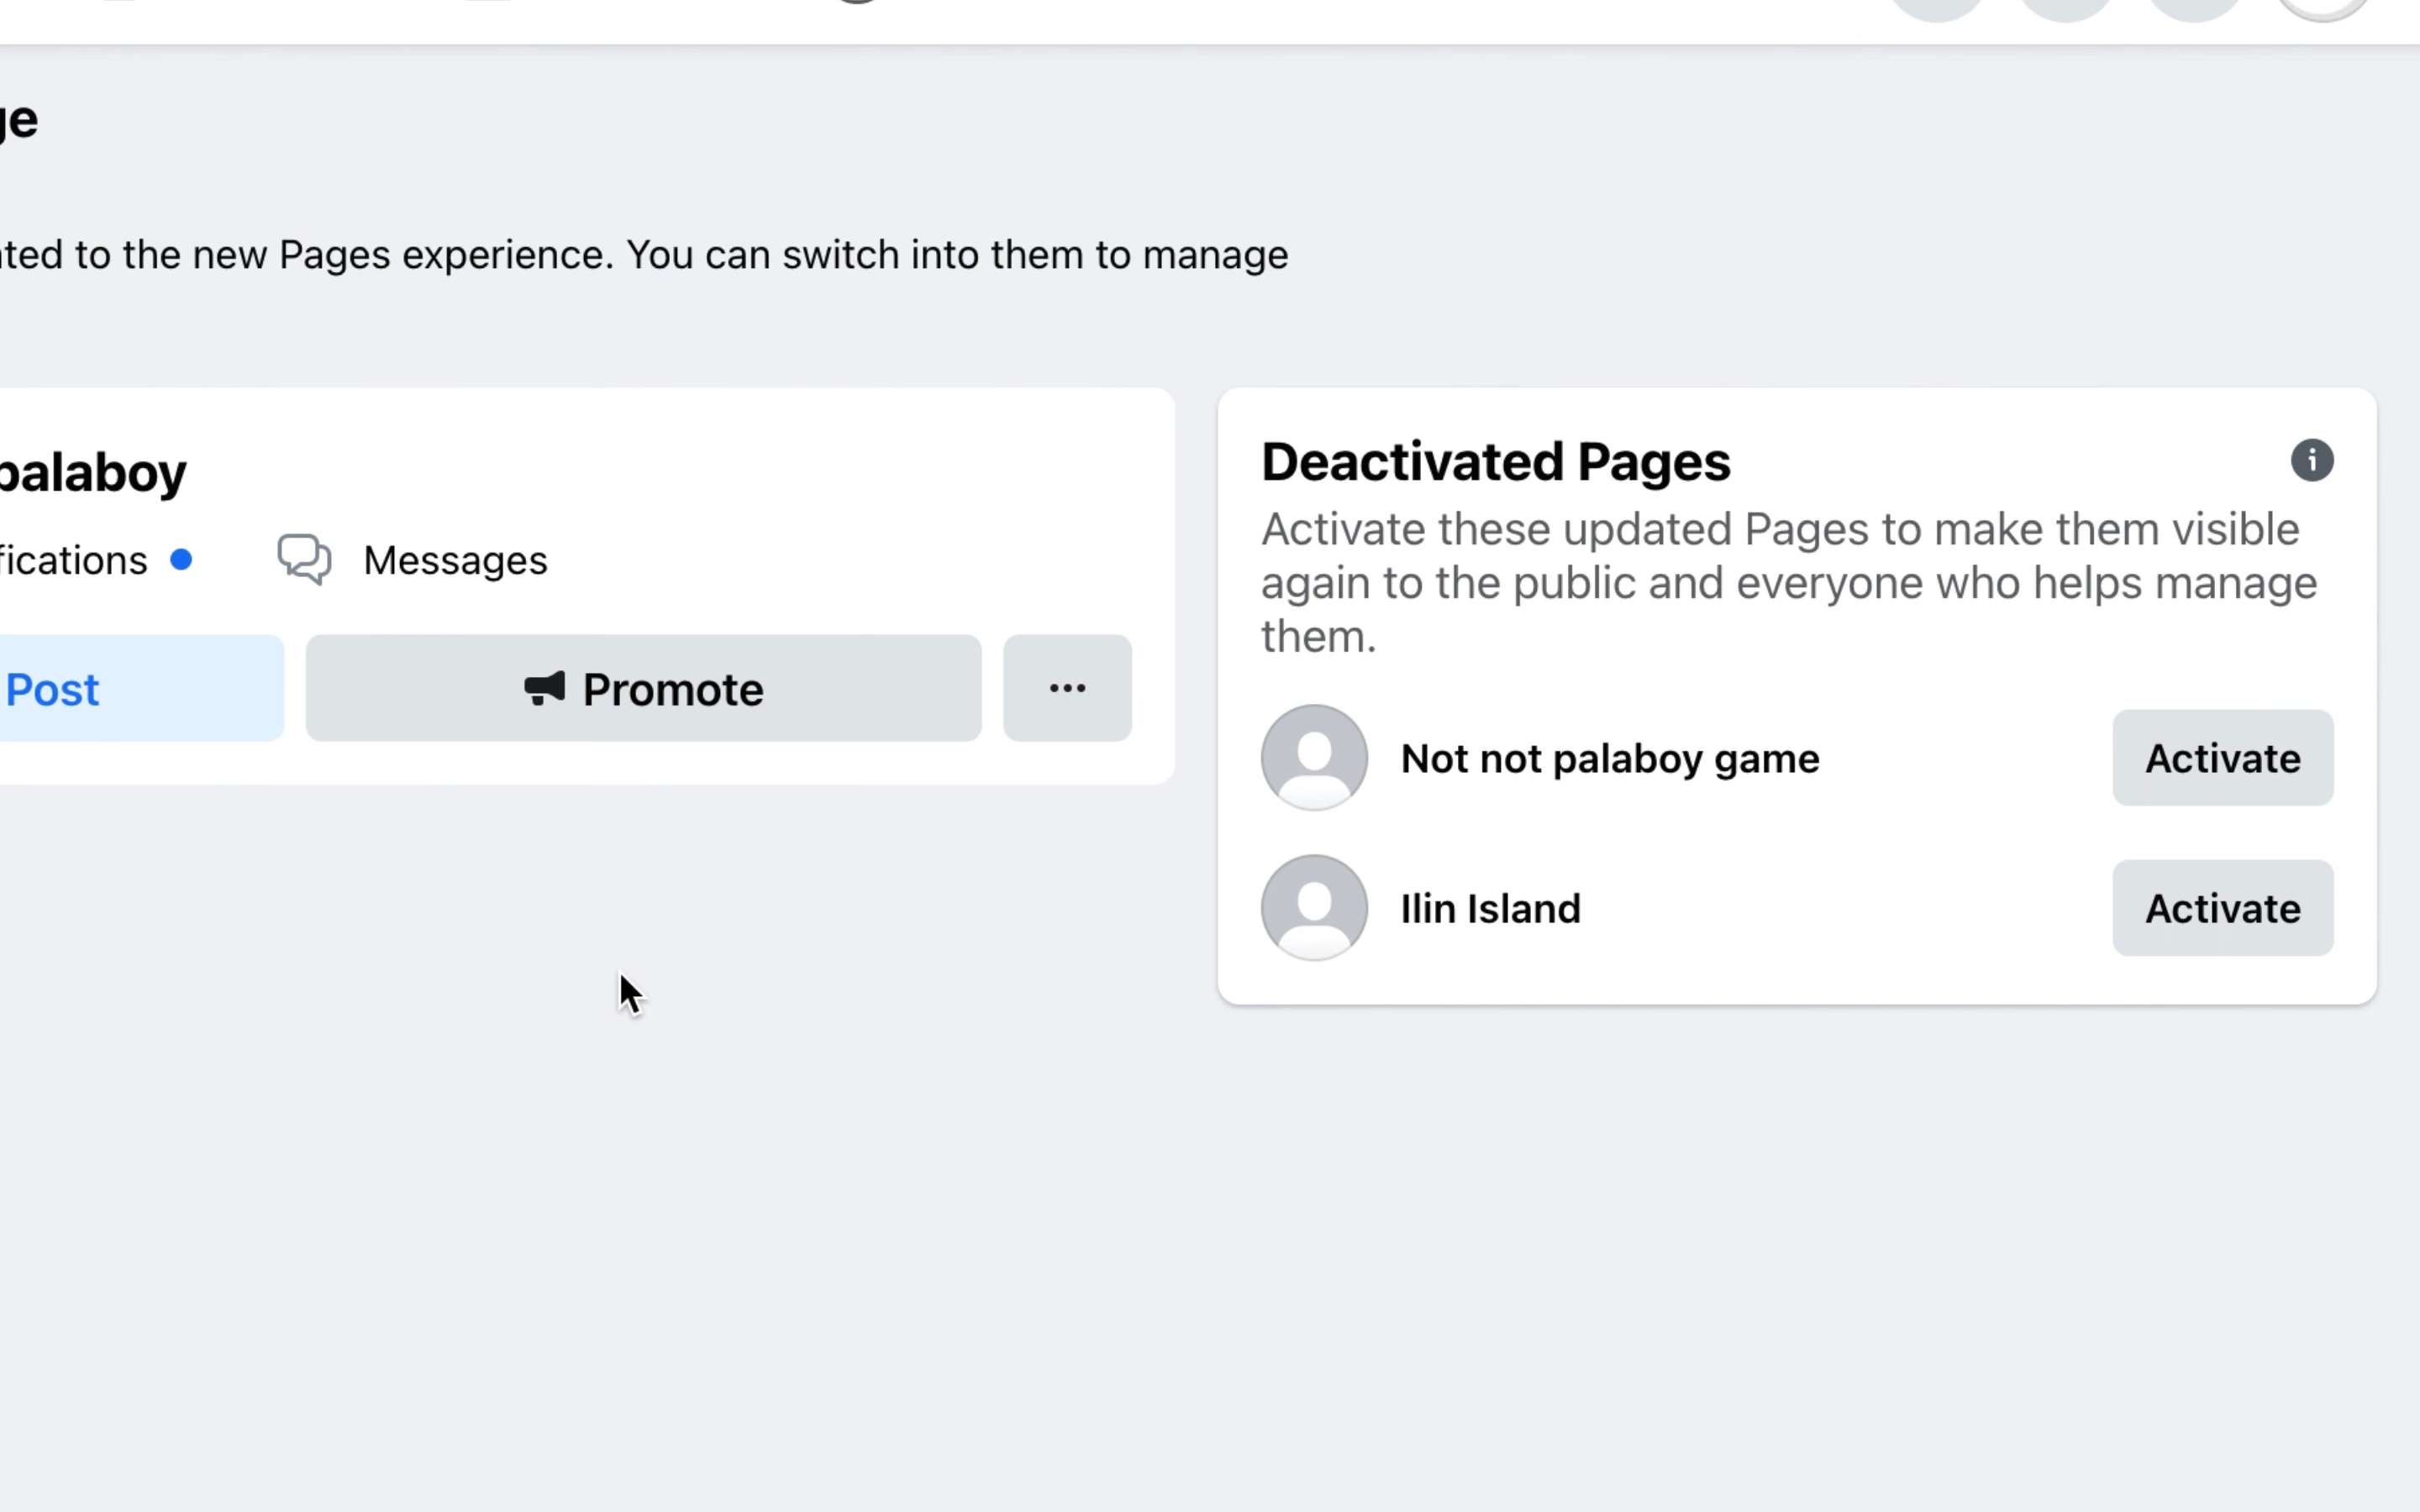 ge
ted to the new Pages experience. You can switch into them to manage
palaboy
fications
Messages
Post
Promote
Deactivated Pages
Activate these updated Pages to make them visible
again to the public and everyone who helps manage
them.
Not not palaboy game
Activate
Ilin Island
Activate